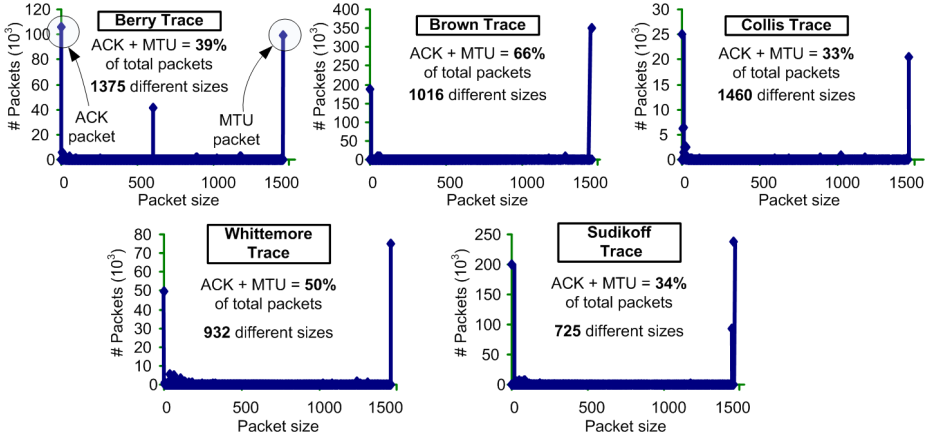 Berry Trace
ACK + MTU = 39%
of total packets
1375 different sizes
ACK
packet
MTU
packet
# Packets (10³)
120
100
80
60
40
20
0
0 500 1000 1500
Packet size
Brown Trace
ACK + MTU = 66%
of total packets
1016 different sizes
# Packets (10³)
400
350
300
250
200
150
100
50
0
0 500 1000 1500
Packet size
Collis Trace
ACK + MTU = 33%
of total packets
1460 different sizes
# Packets (10³)
30
25
20
15
10
5
0
0 500 1000 1500
Packet size
Whittemore
Trace
ACK + MTU = 50%
of total packets
932 different sizes
# Packets (10³)
80
70
60
50
40
30
20
10
0
0 500 1000 1500
Packet size
Sudikoff
Trace
ACK + MTU = 34%
of total packets
725 different sizes
# Packets (10³)
250
200
150
100
50
0
0 500 1000 1500
Packet size